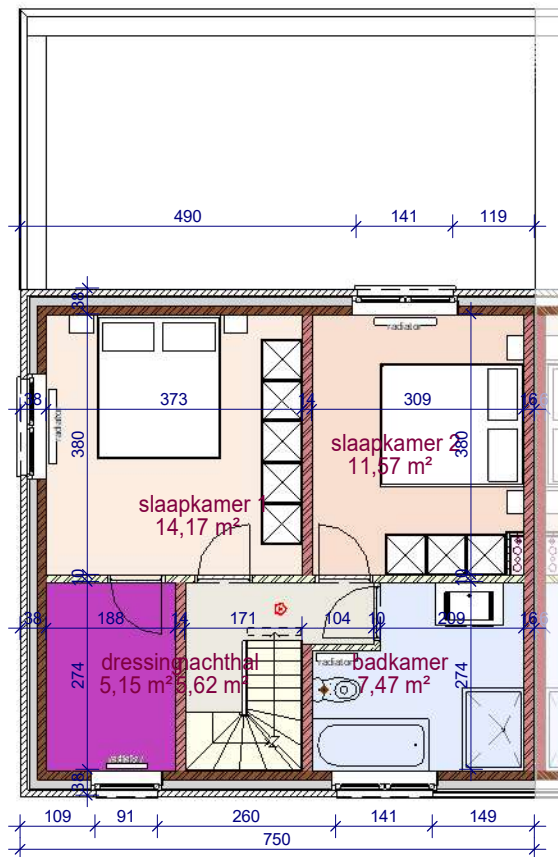 490 141 119
38
radiator
38 373 14 309 16
radiator
380 380
slaapkamer 2
11,57 m²
slaapkamer 1
14,17 m²
10 10
38 188 14 171 104 10 209 16
dressing nachthal
5,15 m² 5,62 m²
radiator
badkamer
7,47 m²
274 274
radiator
38 38
109 91 260 141 149
750